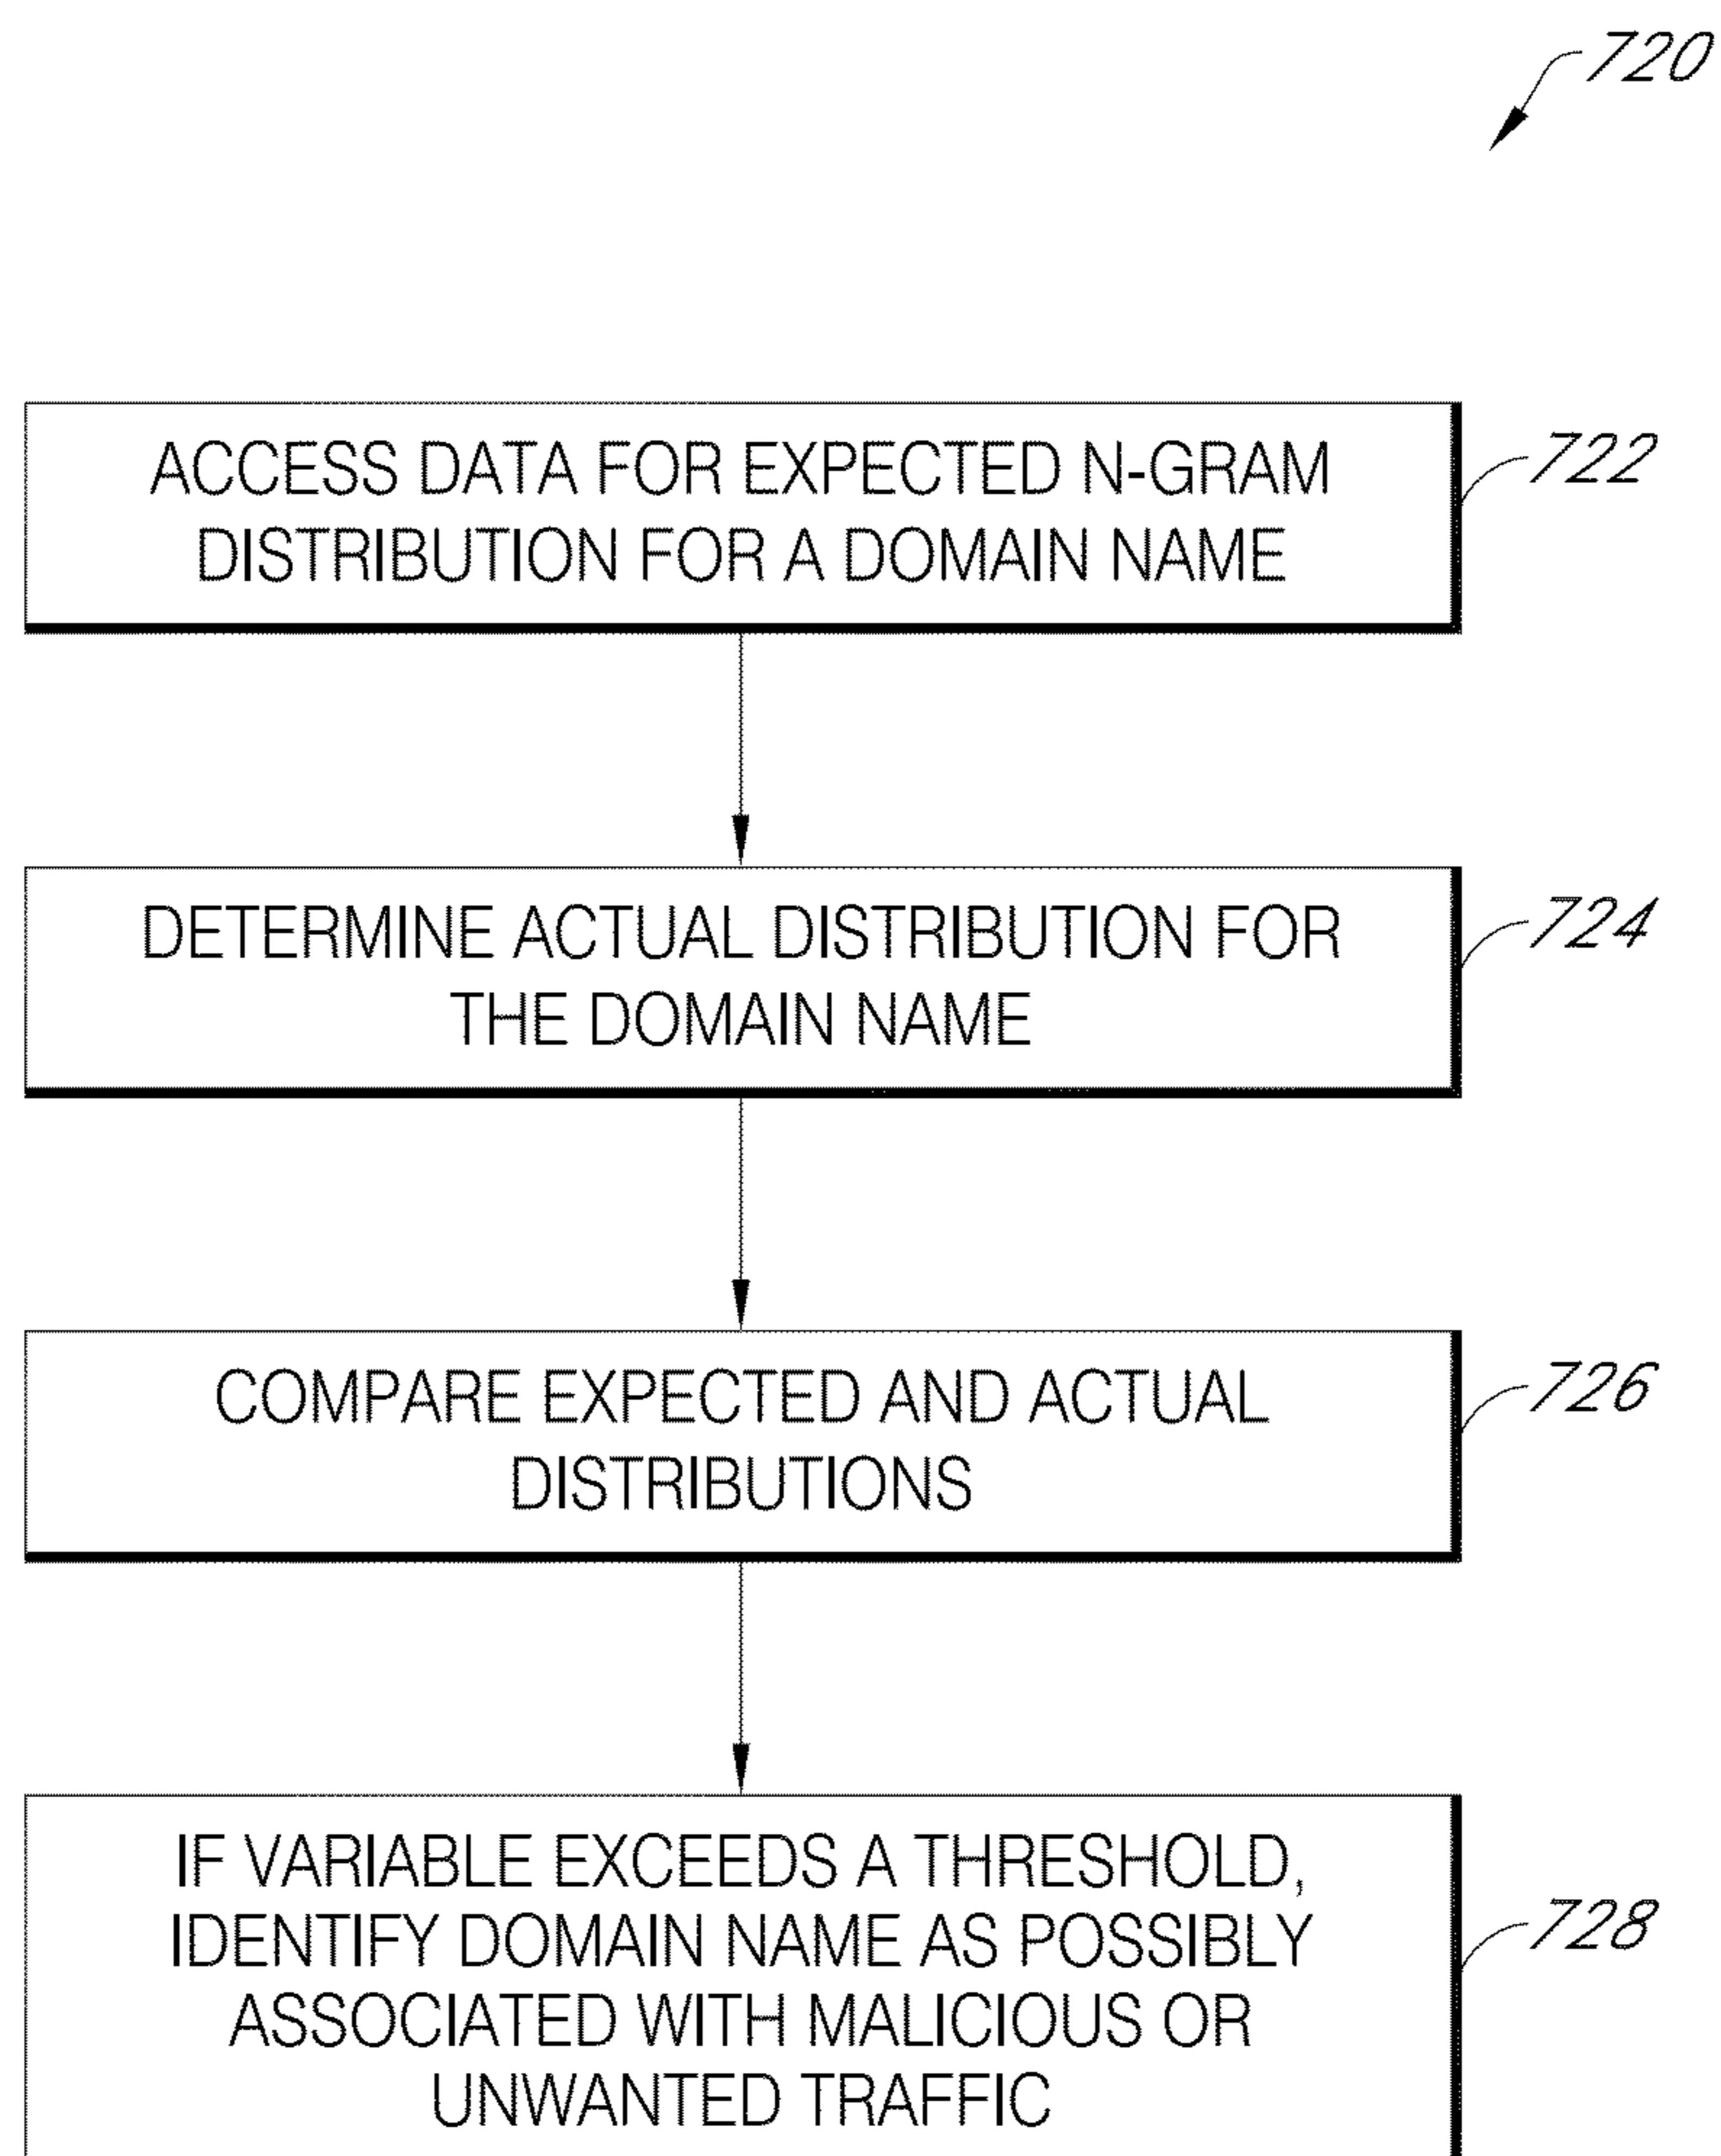 720
ACCESS DATA FOR EXPECTED N-GRAM
DISTRIBUTION FOR A DOMAIN NAME
722
DETERMINE ACTUAL DISTRIBUTION FOR
THE DOMAIN NAME
724
COMPARE EXPECTED AND ACTUAL
DISTRIBUTIONS
726
IF VARIABLE EXCEEDS A THRESHOLD,
IDENTIFY DOMAIN NAME AS POSSIBLY
ASSOCIATED WITH MALICIOUS OR
UNWANTED TRAFFIC
728